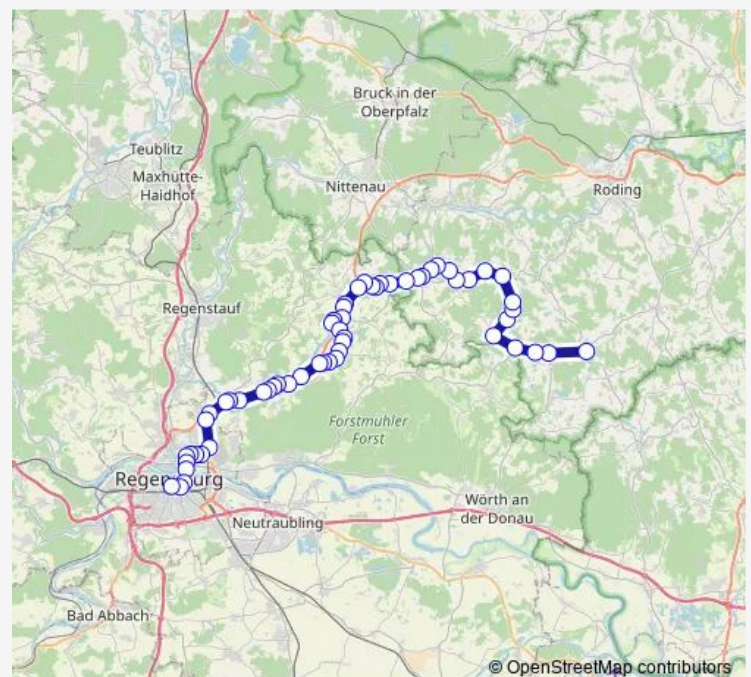 Bruck in der
Oberpfalz
Teublitz
Maxhütte-
Haidhof
Nittenau
Roding
Regenstauf
Forstmühler
Forst
Regensburg
Wörth an
der Donau
Neutraubling
Bad Abbach
© OpenStreetMap contributors